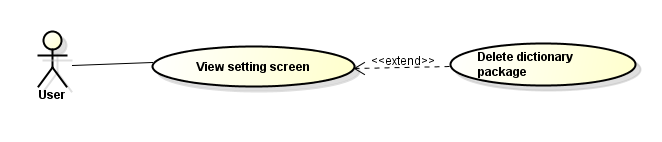 View setting screen
<<extend>>
Delete dictionary
package
User